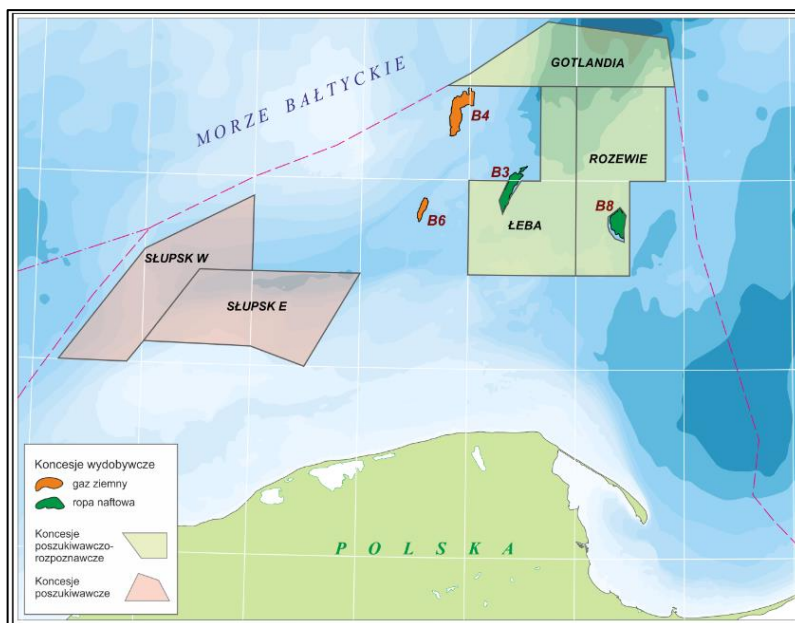 MORZE BAŁTYCKIE
GOTLANDIA
B4
ROZEWIE
B3
B8
B6
ŁEBA
SŁUPSK W
SŁUPSK E
POLSKA
Koncesje wydobywcze
gaz ziemny
ropa naftowa
Koncesje
poszukiwawczo-
rozpoznawcze
Koncesje
poszukiwawcze